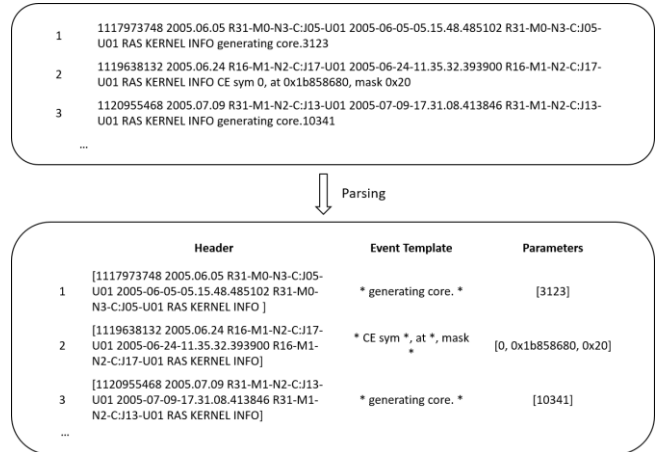 1 1117973748 2005.06.05 R31-M0-N3-C:J05-U01 2005-06-05-05.15.48.485102 R31-M0-N3-C:J05-
U01 RAS KERNEL INFO generating core.3123
2 1119638132 2005.06.24 R16-M1-N2-C:J17-U01 2005-06-24-11.35.32.393900 R16-M1-N2-C:J17-
U01 RAS KERNEL INFO CE sym 0, at 0x1b858680, mask 0x20
3 1120955468 2005.07.09 R31-M1-N2-C:J13-U01 2005-07-09-17.31.08.413846 R31-M1-N2-C:J13-
U01 RAS KERNEL INFO generating core.10341
...
Parsing
Header Event Template Parameters
[1117973748 2005.06.05 R31-M0-N3-C:J05-
1 U01 2005-06-05-05.15.48.485102 R31-M0- * generating core. * [3123]
N3-C:J05-U01 RAS KERNEL INFO ]
[1119638132 2005.06.24 R16-M1-N2-C:J17-
2 U01 2005-06-24-11.35.32.393900 R16-M1- * CE sym *, at *, mask [0, 0x1b858680, 0x20]
N2-C:J17-U01 RAS KERNEL INFO] *
[1120955468 2005.07.09 R31-M1-N2-C:J13-
3 U01 2005-07-09-17.31.08.413846 R31-M1- * generating core. * [10341]
N2-C:J13-U01 RAS KERNEL INFO]
...